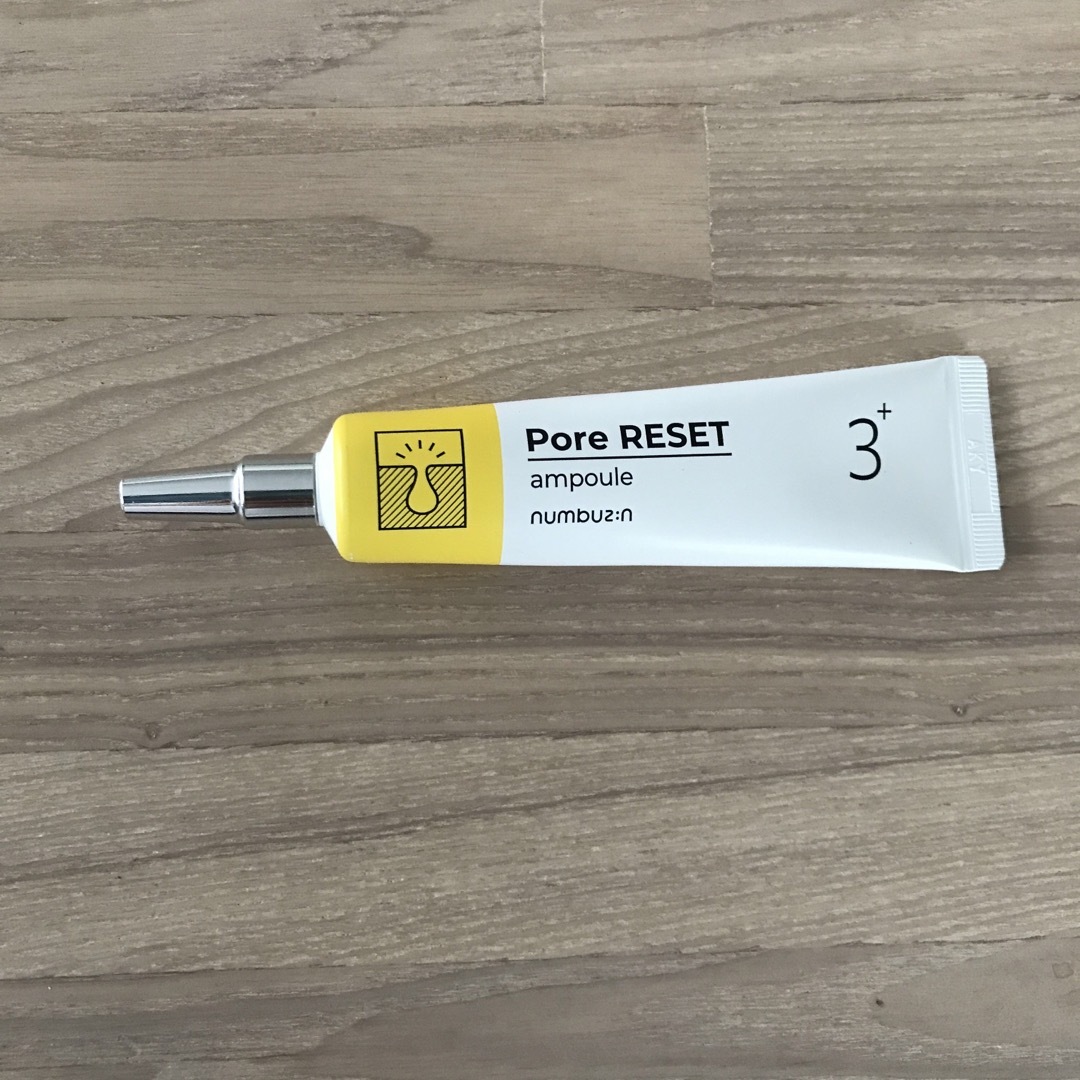 Pore RESET
ampoule
numbuz:n
3+